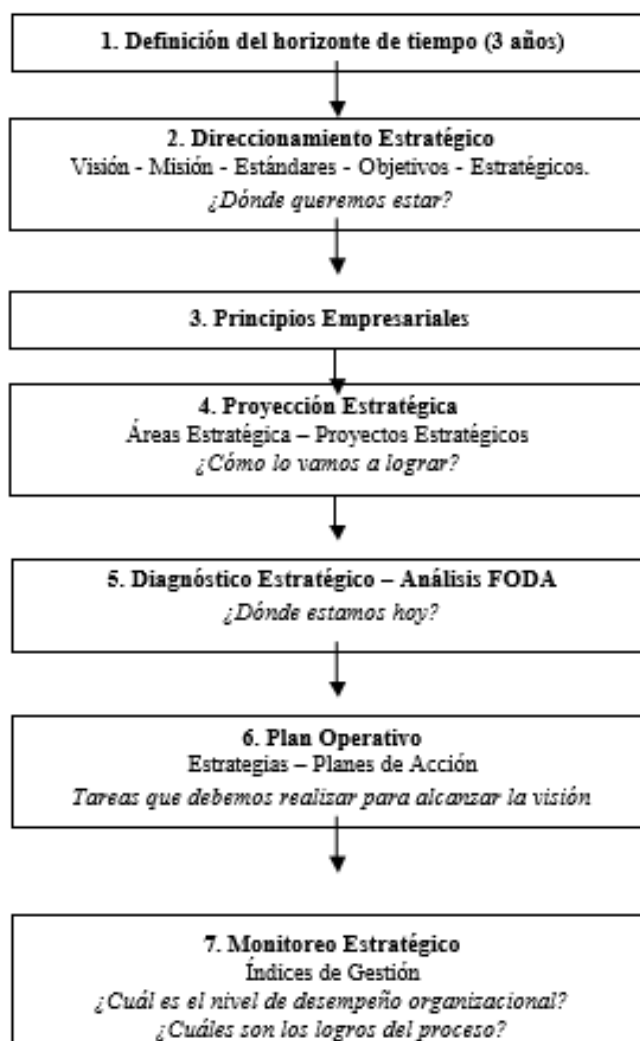 1. Definición del horizonte de tiempo (3 años)
2. Direccionamiento Estratégico
Visión - Misión - Estándares - Objetivos - Estratégicos.
¿Dónde queremos estar?
3. Principios Empresariales
4. Proyección Estratégica
Áreas Estratégica – Proyectos Estratégicos
¿Cómo lo vamos a lograr?
5. Diagnóstico Estratégico – Análisis FODA
¿Dónde estamos hoy?
6. Plan Operativo
Estrategias – Planes de Acción
Tareas que debemos realizar para alcanzar la visión
7. Monitoreo Estratégico
Índices de Gestión
¿Cuál es el nivel de desempeño organizacional?
¿Cuáles son los logros del proceso?